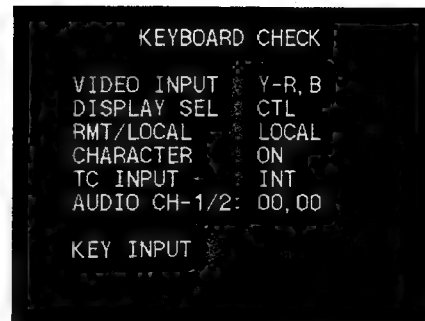 KEYBOARD CHECK
VIDEO INPUT : Y-R,B
DISPLAY SEL : CTL
RMT/LOCAL : LOCAL
CHARACTER : ON
TC INPUT : INT
AUDIO CH-1/2: 00,00
KEY INPUT :